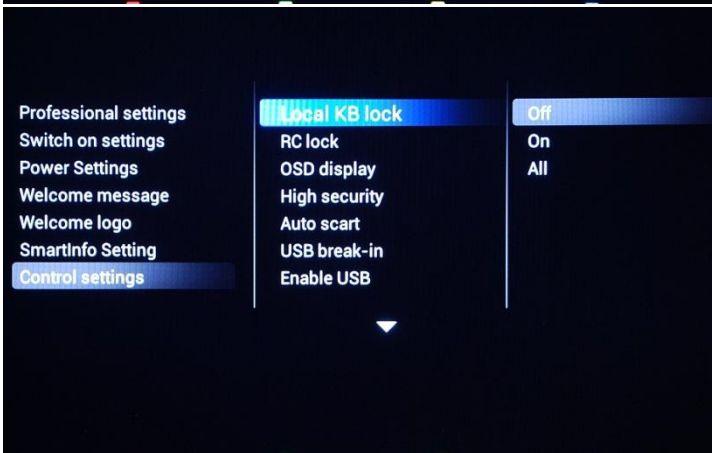 Professional settings
Switch on settings
Power Settings
Welcome message
Welcome logo
SmartInfo Setting
Control settings
Local KB lock
RC lock
OSD display
High security
Auto scart
USB break-in
Enable USB
Off
On
All